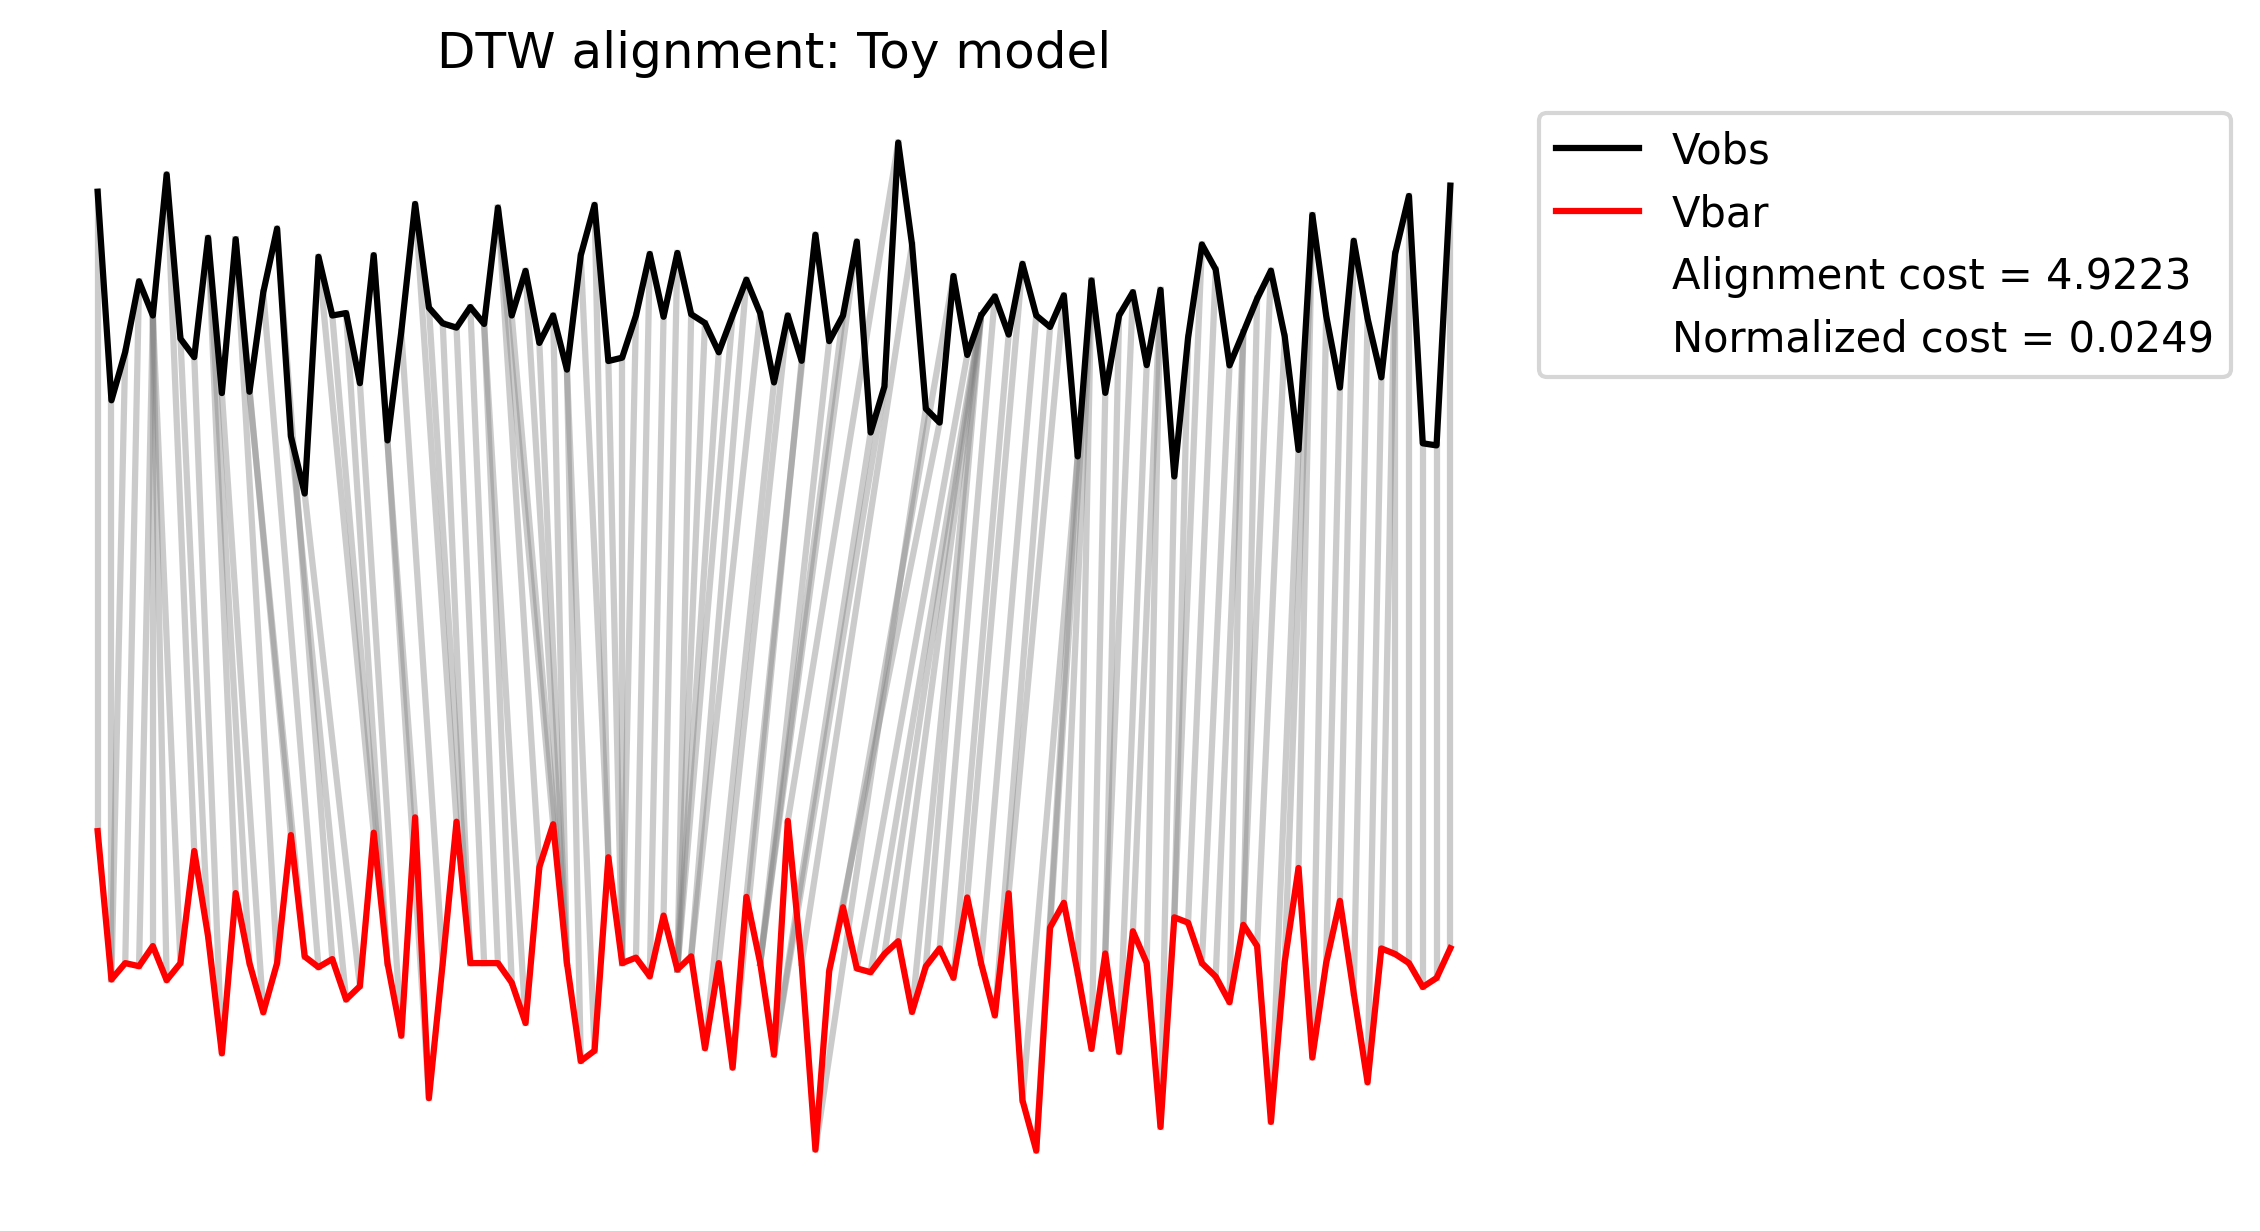 DTW alignment: Toy model
Vobs
Vbar
Alignment cost = 4.9223
Normalized cost = 0.0249